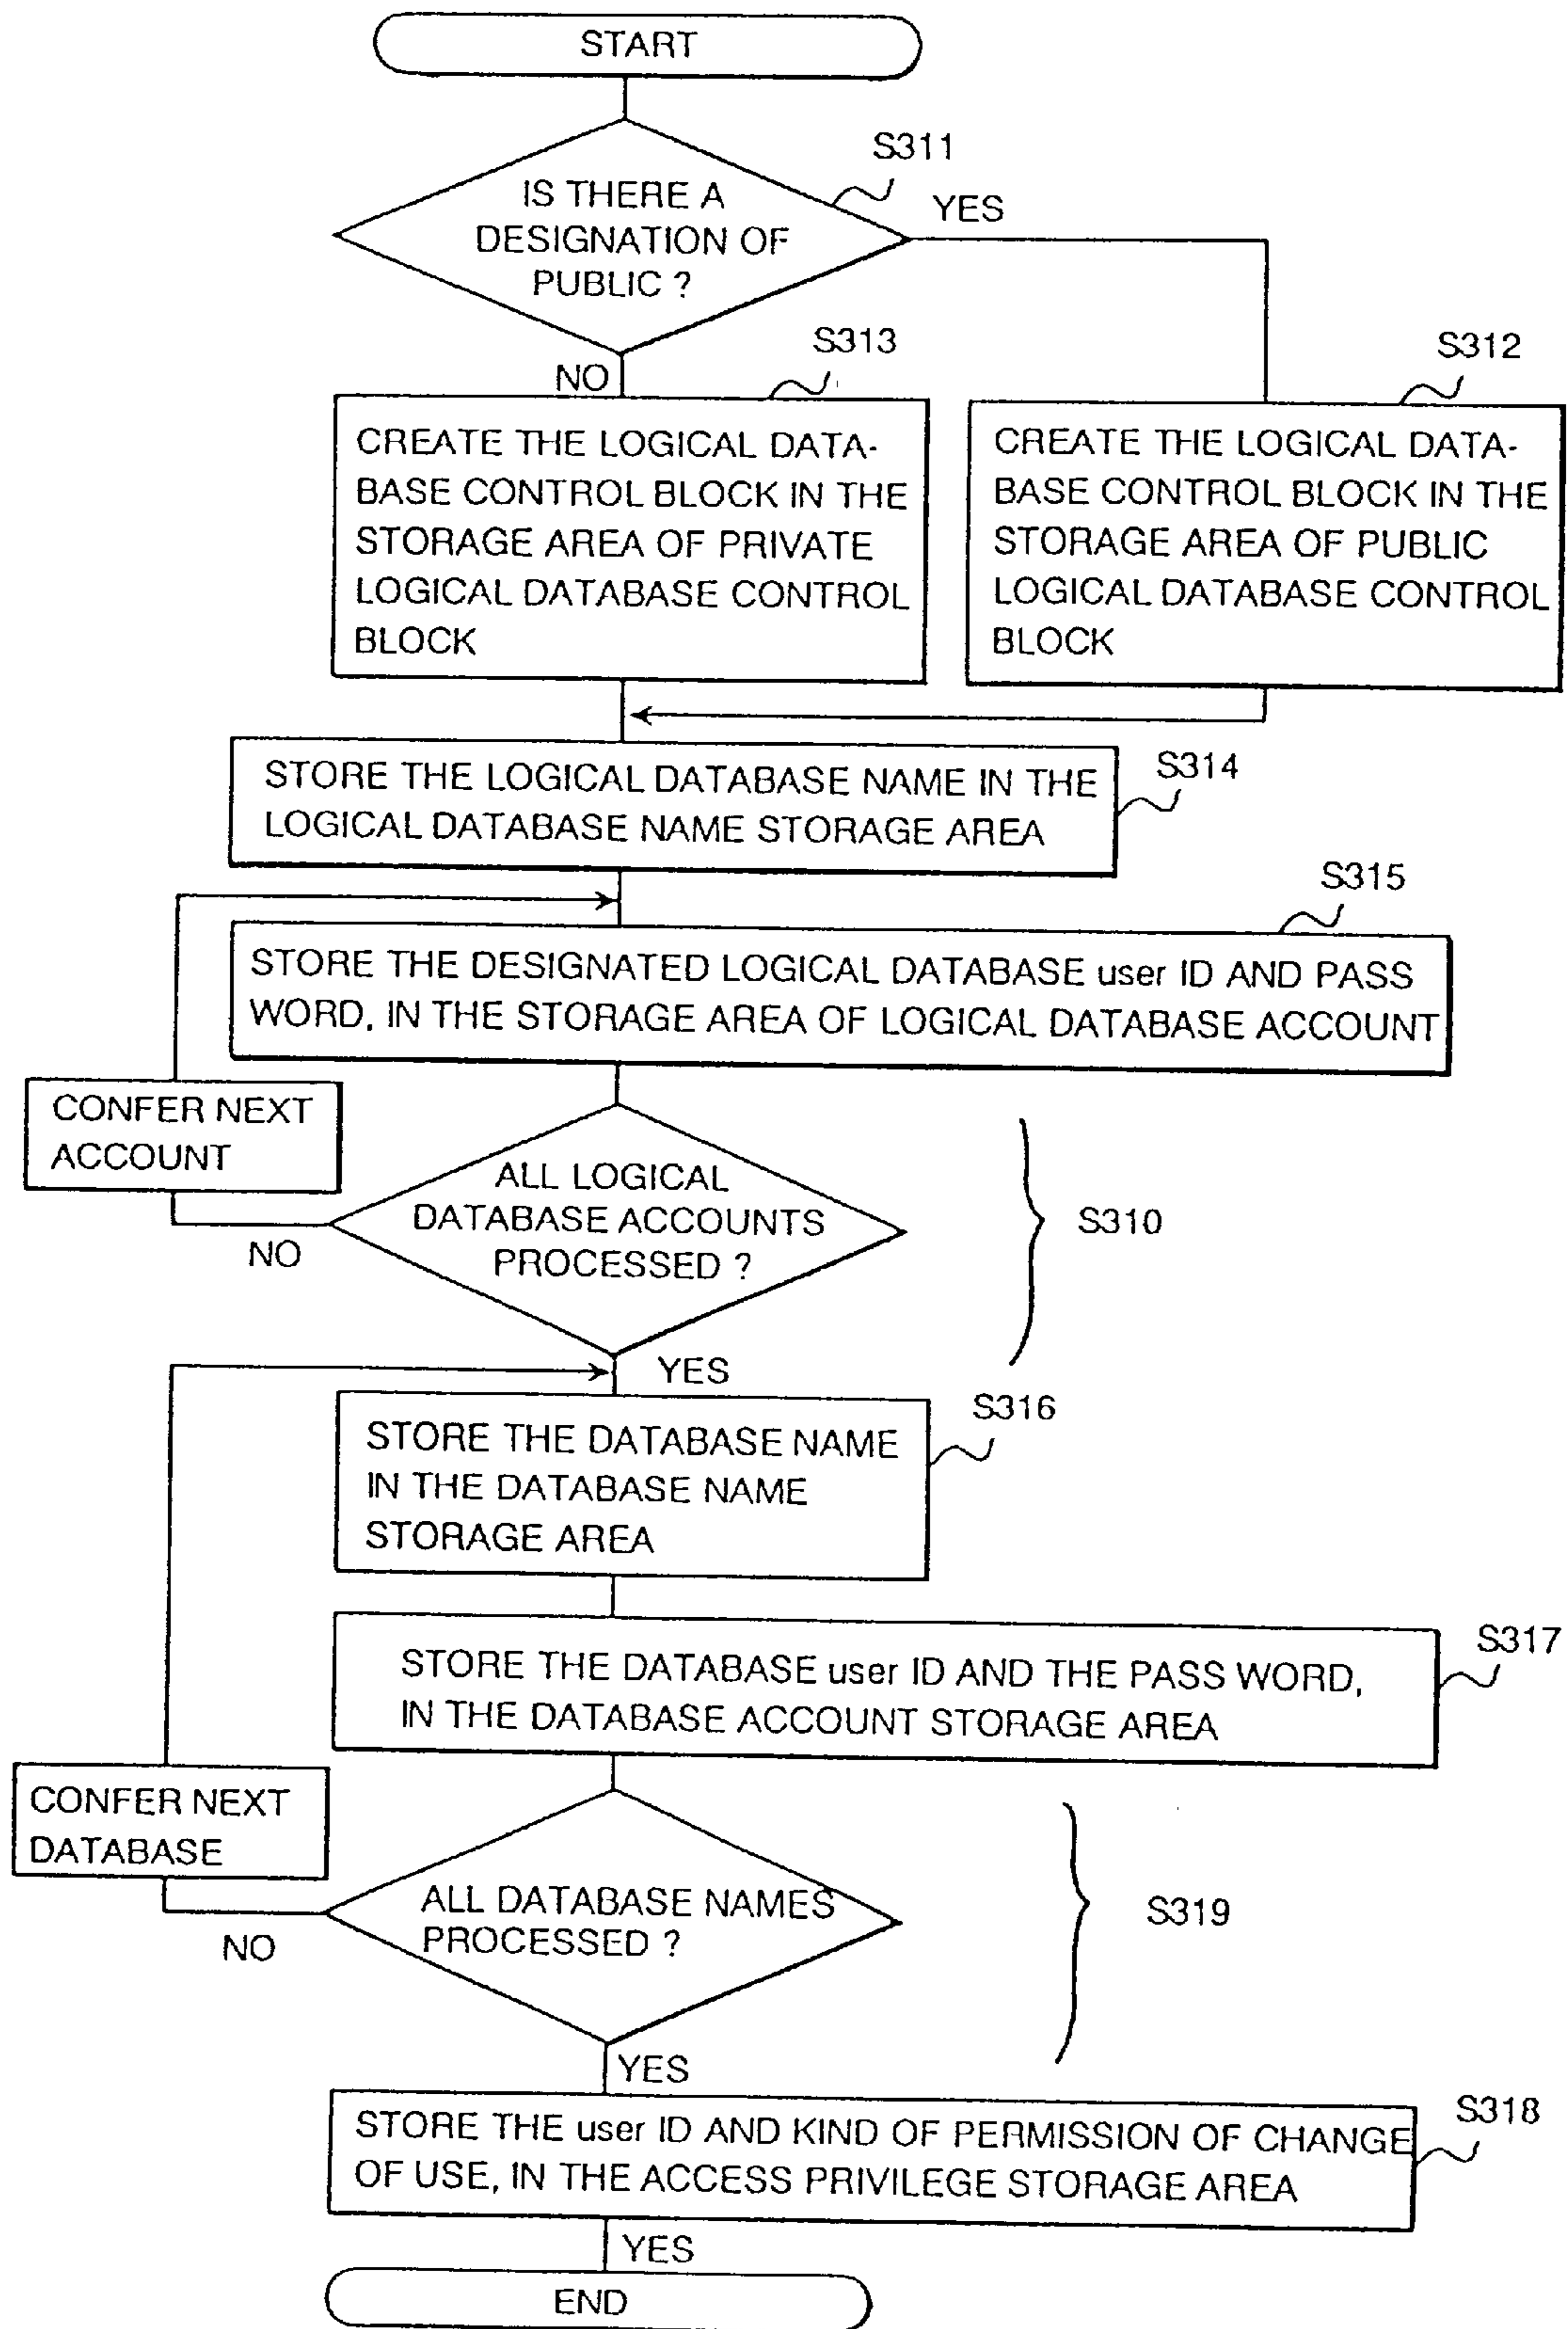 START
S311
IS THERE A
DESIGNATION OF
PUBLIC ?
YES
S313
NO
S312
CREATE THE LOGICAL DATA-
BASE CONTROL BLOCK IN THE
STORAGE AREA OF PRIVATE
LOGICAL DATABASE CONTROL
BLOCK
CREATE THE LOGICAL DATA-
BASE CONTROL BLOCK IN THE
STORAGE AREA OF PUBLIC
LOGICAL DATABASE CONTROL
BLOCK
S314
STORE THE LOGICAL DATABASE NAME IN THE
LOGICAL DATABASE NAME STORAGE AREA
S315
STORE THE DESIGNATED LOGICAL DATABASE user ID AND PASS
WORD, IN THE STORAGE AREA OF LOGICAL DATABASE ACCOUNT
CONFER NEXT
ACCOUNT
ALL LOGICAL
DATABASE ACCOUNTS
PROCESSED ?
S310
NO
YES
S316
STORE THE DATABASE NAME
IN THE DATABASE NAME
STORAGE AREA
S317
STORE THE DATABASE user ID AND THE PASS WORD,
IN THE DATABASE ACCOUNT STORAGE AREA
CONFER NEXT
DATABASE
ALL DATABASE NAMES
PROCESSED ?
S319
NO
YES
S318
STORE THE user ID AND KIND OF PERMISSION OF CHANGE
OF USE, IN THE ACCESS PRIVILEGE STORAGE AREA
YES
END